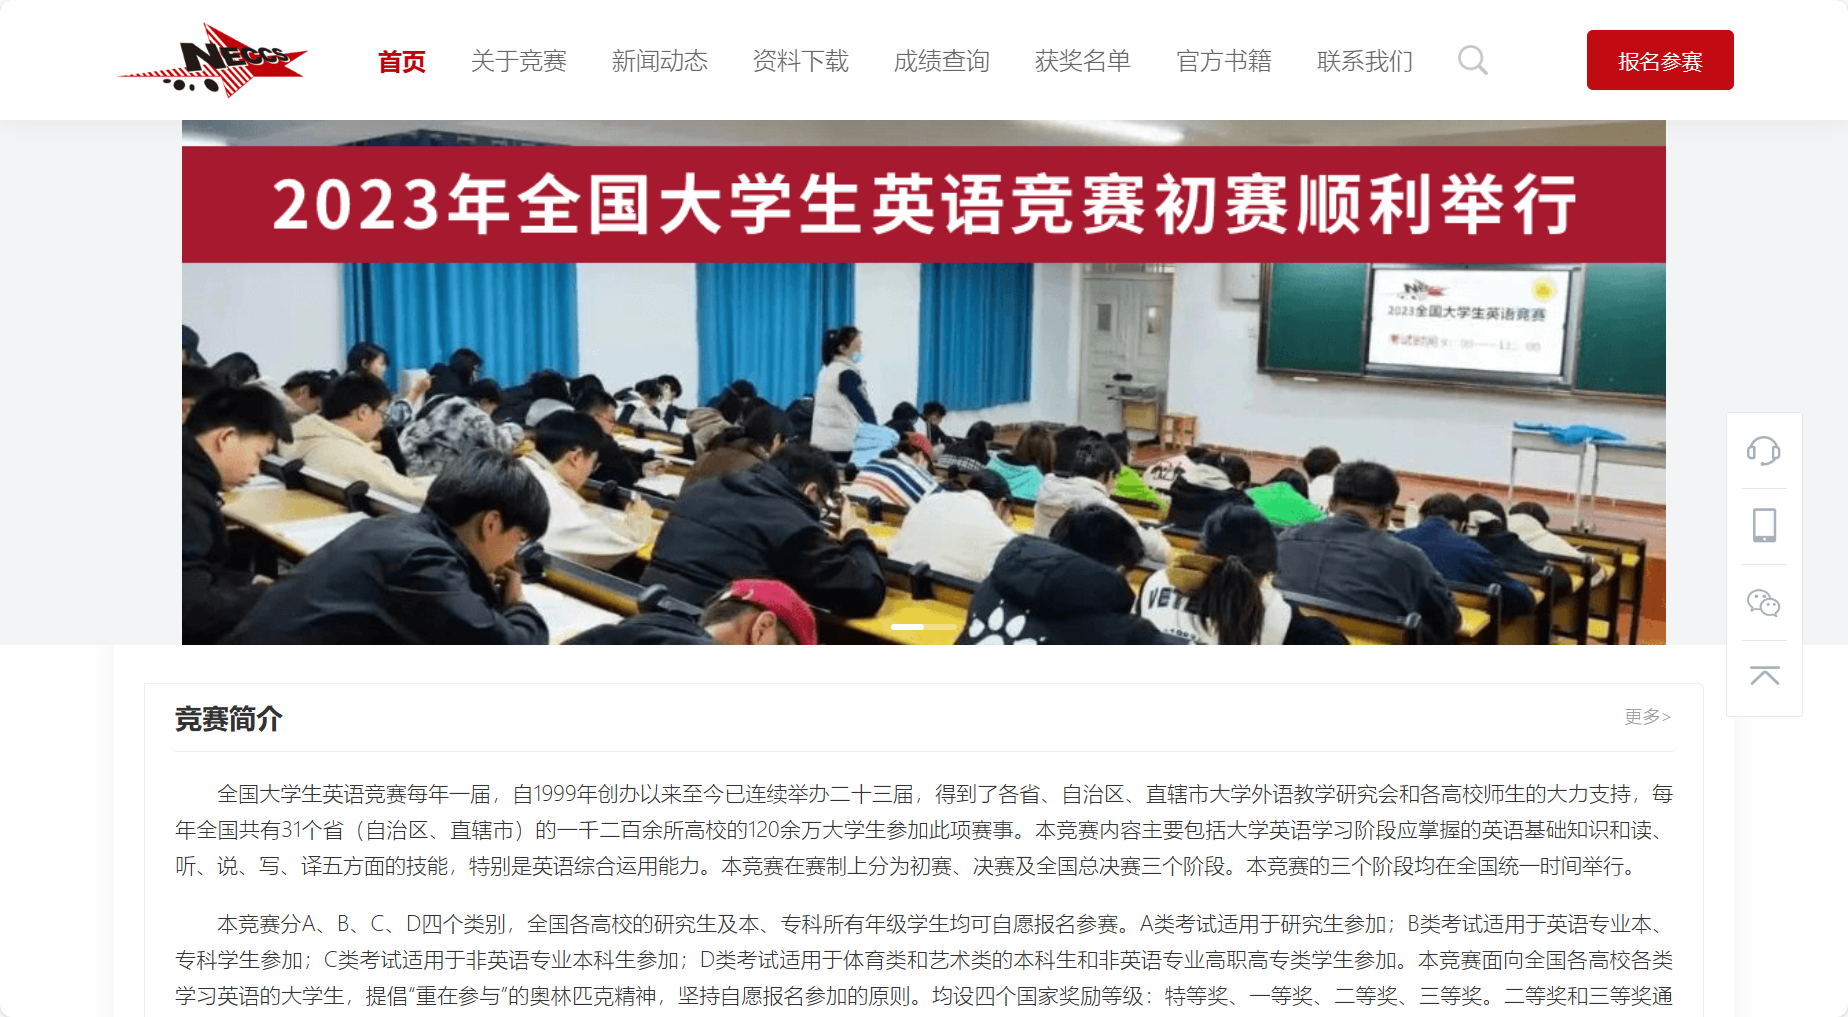 NECCS
首页 关于竞赛 新闻动态 资料下载 成绩查询 获奖名单 官方书籍 联系我们 报名参赛
2023年全国大学生英语竞赛初赛顺利举行
2023全国大学生英语竞赛
考试时间 9：00——11：00
竞赛简介 更多>
全国大学生英语竞赛每年一届，自1999年创办以来至今已连续举办二十三届，得到了各省、自治区、直辖市大学外语教学研究会和各高校师生的大力支持，每
年全国共有31个省（自治区、直辖市）的一千二百余所高校的120余万大学生参加此项赛事。本竞赛内容主要包括大学英语学习阶段应掌握的英语基础知识和读、
听、说、写、译五方面的技能，特别是英语综合运用能力。本竞赛在赛制上分为初赛、决赛及全国总决赛三个阶段。本竞赛的三个阶段均在全国统一时间举行。
本竞赛分A、B、C、D四个类别，全国各高校的研究生及本、专科所有年级学生均可自愿报名参赛。A类考试适用于研究生参加；B类考试适用于英语专业本、
专科学生参加；C类考试适用于非英语专业本科生参加；D类考试适用于体育类和艺术类的本科生和非英语专业高职高专类学生参加。本竞赛面向全国各高校各类
学习英语的大学生，提倡“重在参与”的奥林匹克精神，坚持自愿报名参加的原则。均设四个国家奖励等级：特等奖、一等奖、二等奖、三等奖。二等奖和三等奖通